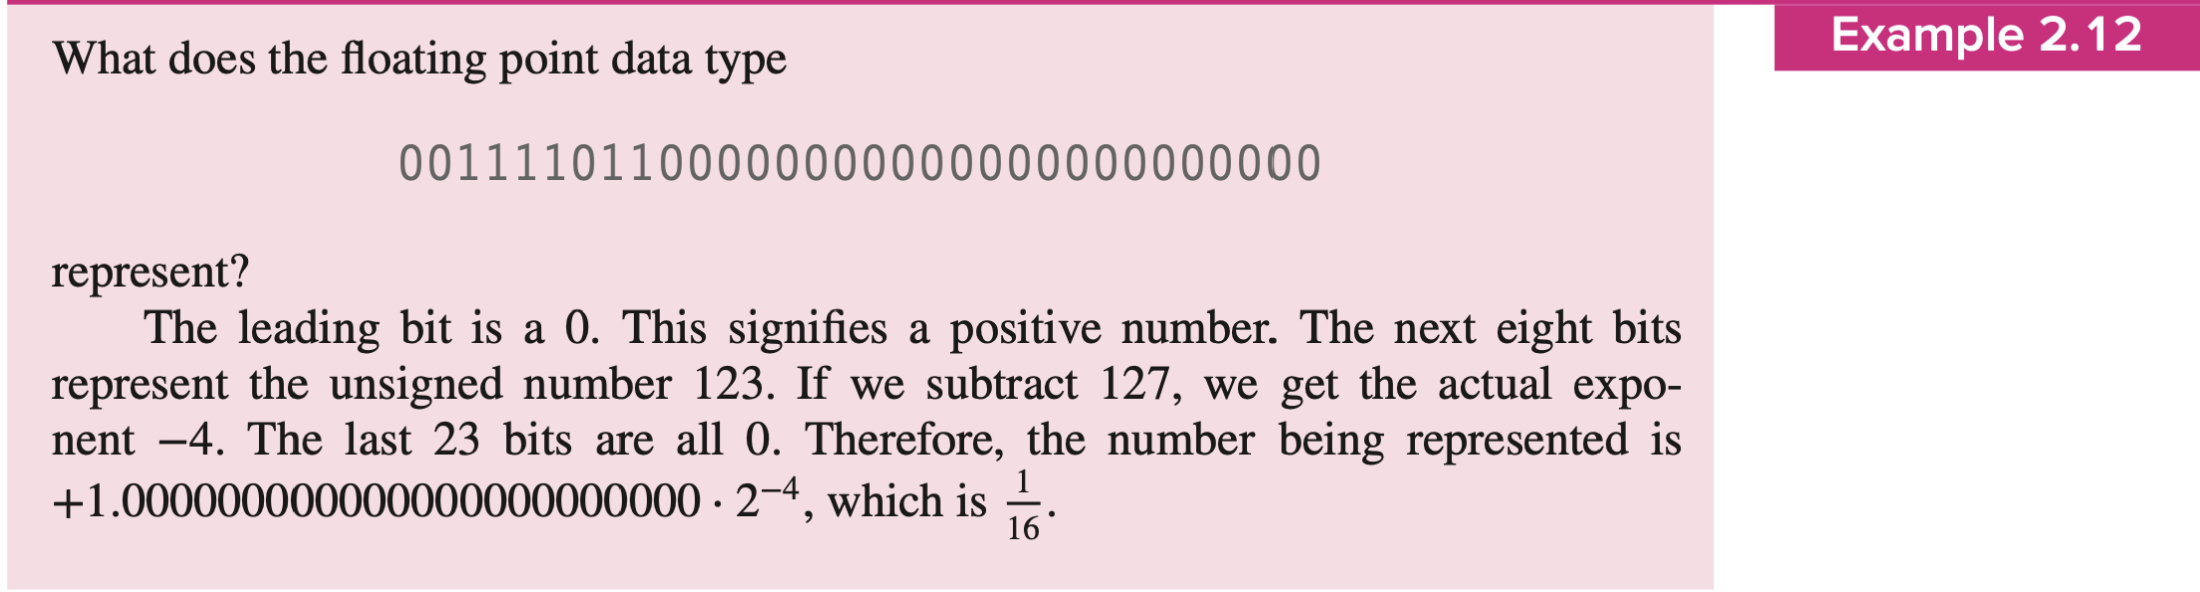 Example 2.12
What does the floating point data type
00111101100000000000000000000000
represent?
The leading bit is a 0. This signifies a positive number. The next eight bits
represent the unsigned number 123. If we subtract 127, we get the actual expo-
nent −4. The last 23 bits are all 0. Therefore, the number being represented is
+1.00000000000000000000000 · 2⁻⁴, which is 1/16.